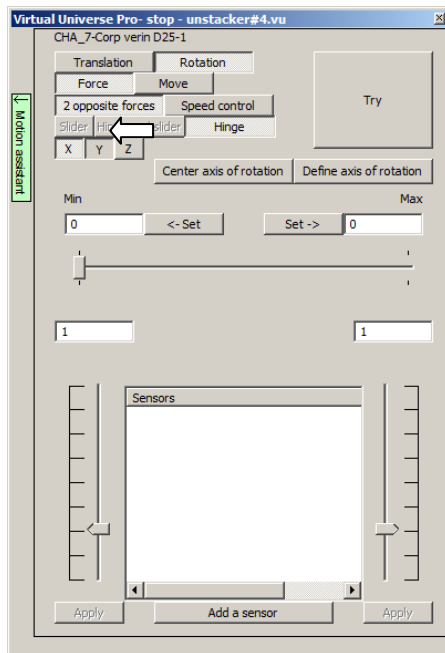 Virtual Universe Pro- stop - unstacker#4.vu
CHA_7-Corp verin D25-1
Translation Rotation
Force Move
2 opposite forces Speed control
Try
Slider slider Hinge
X Y Z
Motion assistant
Center axis of rotation Define axis of rotation
Min Max
0 <- Set Set -> 0
1 1
Sensors
Apply Add a sensor Apply